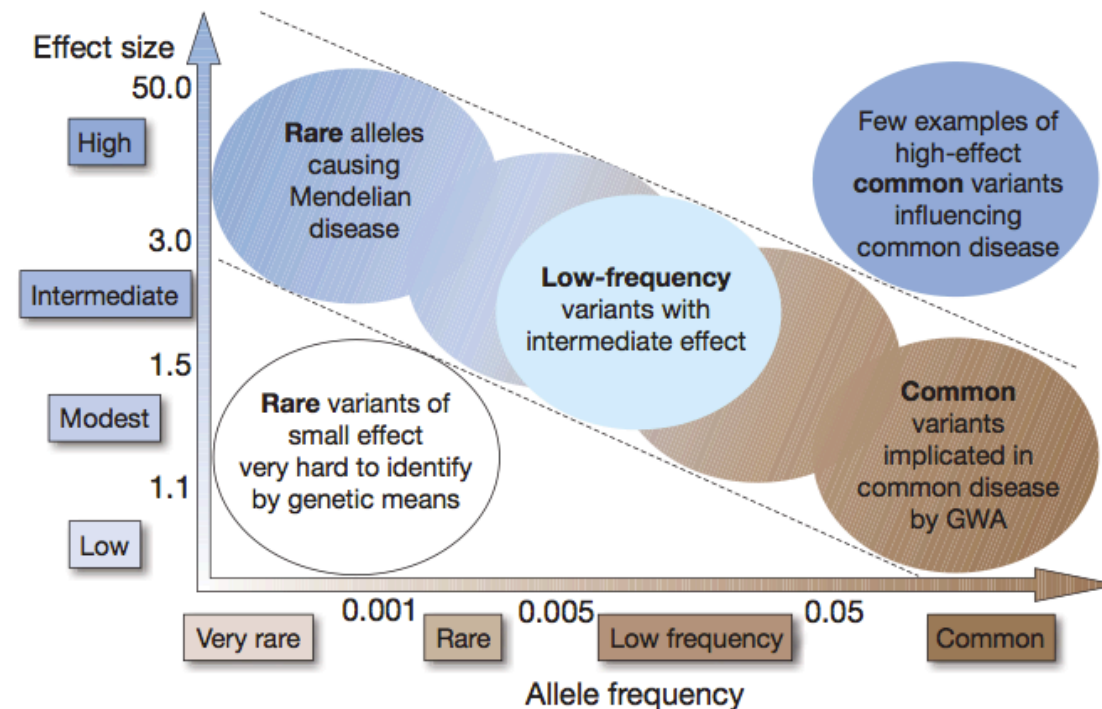 Effect size
50.0
High
3.0
Intermediate
1.5
Modest
1.1
Low
Rare alleles
causing
Mendelian
disease
Few examples of
high-effect
common variants
influencing
common disease
Low-frequency
variants with
intermediate effect
Rare variants of
small effect
very hard to identify
by genetic means
Common
variants
implicated in
common disease
by GWA
0.001
0.005
0.05
Very rare
Rare
Low frequency
Common
Allele frequency